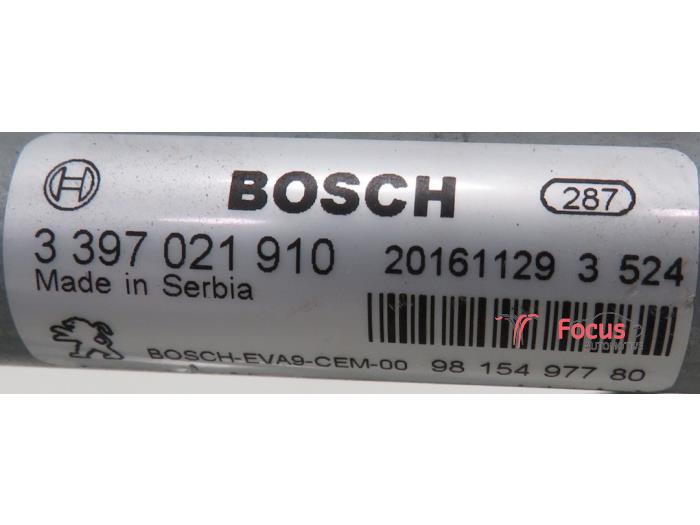 BOSCH 287
3 397 021 910 20161129 3 524
Made in Serbia
Focus
AUTOMOTIVE
BOSCH-EVA9-CEM-00 98 154 977 80